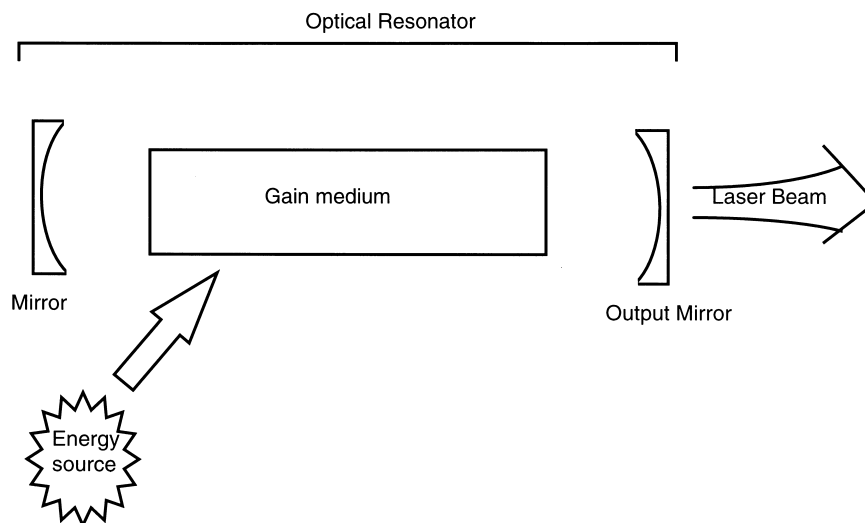 Optical Resonator
Gain medium
Laser Beam
Mirror
Output Mirror
Energy
source